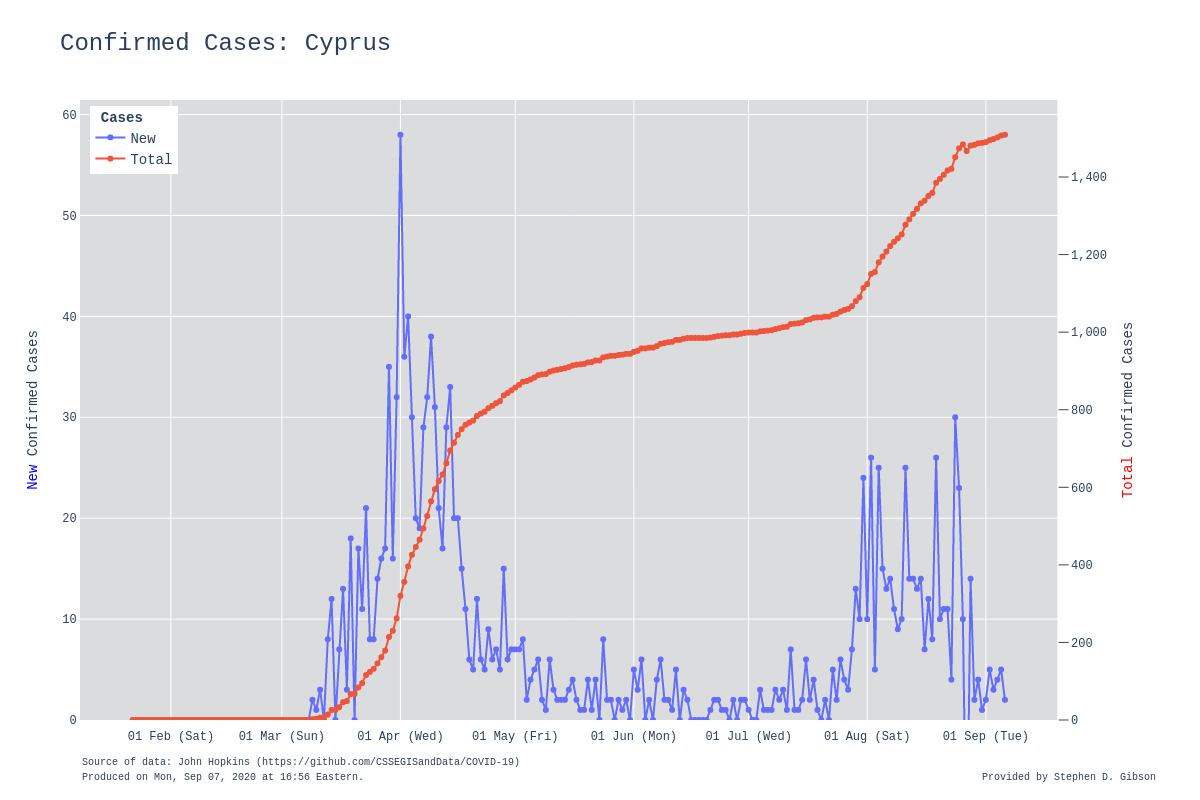 Confirmed Cases: Cyprus
Cases
New
Total
60
50
40
30
20
10
0
New Confirmed Cases
1,400
1,200
1,000
800
600
400
200
0
Total Confirmed Cases
01 Feb (Sat) 01 Mar (Sun) 01 Apr (Wed) 01 May (Fri) 01 Jun (Mon) 01 Jul (Wed) 01 Aug (Sat) 01 Sep (Tue)
Source of data: John Hopkins (https://github.com/CSSEGISandData/COVID-19)
Produced on Mon, Sep 07, 2020 at 16:56 Eastern.
Provided by Stephen D. Gibson